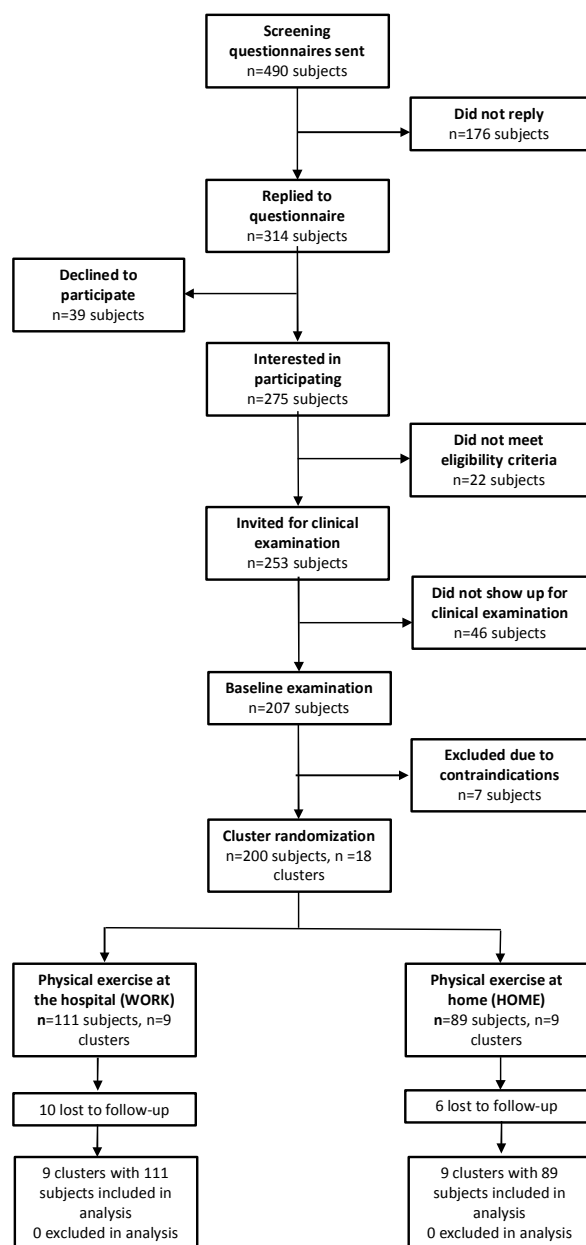 Screening
questionnaires sent
n=490 subjects
Did not reply
n=176 subjects
Replied to
questionnaire
n=314 subjects
Declined to
participate
n=39 subjects
Interested in
participating
n=275 subjects
Did not meet
eligibility criteria
n=22 subjects
Invited for clinical
examination
n=253 subjects
Did not show up for
clinical examination
n=46 subjects
Baseline examination
n=207 subjects
Excluded due to
contraindications
n=7 subjects
Cluster randomization
n=200 subjects, n =18
clusters
Physical exercise at
the hospital (WORK)
n=111 subjects, n=9
clusters
Physical exercise at
home (HOME)
n=89 subjects, n=9
clusters
10 lost to follow-up
6 lost to follow-up
9 clusters with 111
subjects included in
analysis
0 excluded in analysis
9 clusters with 89
subjects included in
analysis
0 excluded in analysis